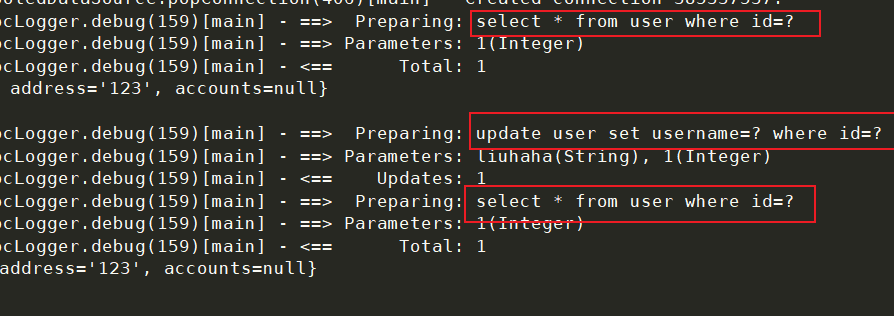 ooledDataSource.popConnection(406)[main] - Created connection 585557557.
ocLogger.debug(159)[main] - ==>  Preparing: select * from user where id=?
ocLogger.debug(159)[main] - ==> Parameters: 1(Integer)
ocLogger.debug(159)[main] - <==      Total: 1
address='123', accounts=null}
ocLogger.debug(159)[main] - ==>  Preparing: update user set username=? where id=?
ocLogger.debug(159)[main] - ==> Parameters: liuhaha(String), 1(Integer)
ocLogger.debug(159)[main] - <==    Updates: 1
ocLogger.debug(159)[main] - ==>  Preparing: select * from user where id=?
ocLogger.debug(159)[main] - ==> Parameters: 1(Integer)
ocLogger.debug(159)[main] - <==      Total: 1
address='123', accounts=null}